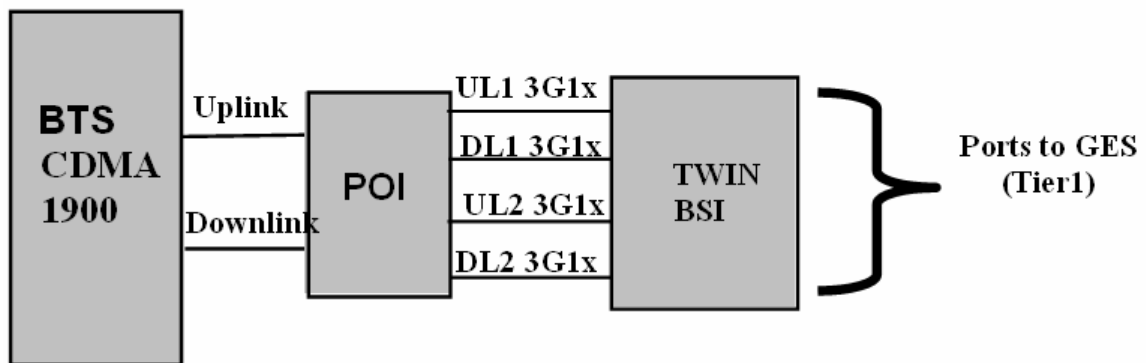 BTS
CDMA
1900
Uplink
Downlink
POI
UL1 3G1x
DL1 3G1x
UL2 3G1x
DL2 3G1x
TWIN
BSI
Ports to GES
(Tier1)